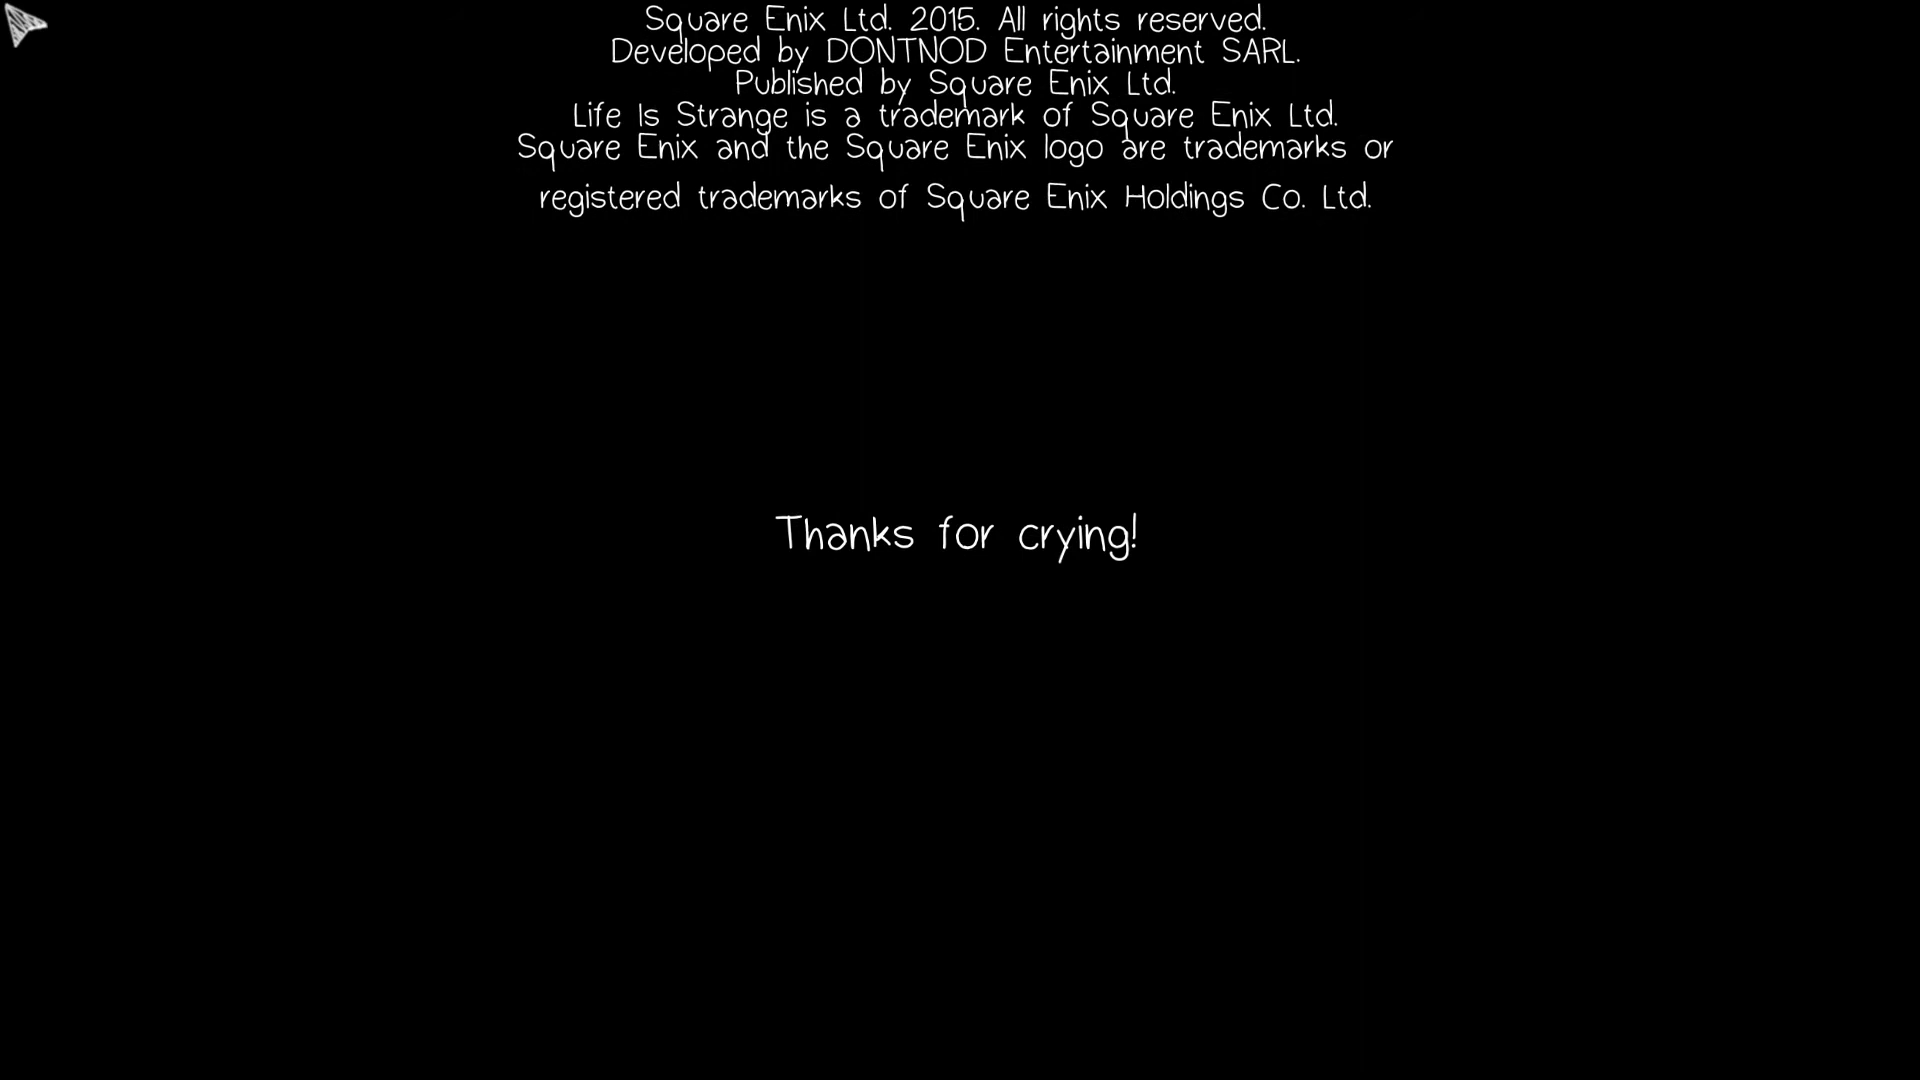 Square Enix Ltd. 2015. All rights reserved.
Developed by DONTNOD Entertainment SARL.
Published by Square Enix Ltd.
Life Is Strange is a trademark of Square Enix Ltd.
Square Enix and the Square Enix logo are trademarks or
registered trademarks of Square Enix Holdings Co. Ltd.
Thanks for crying!